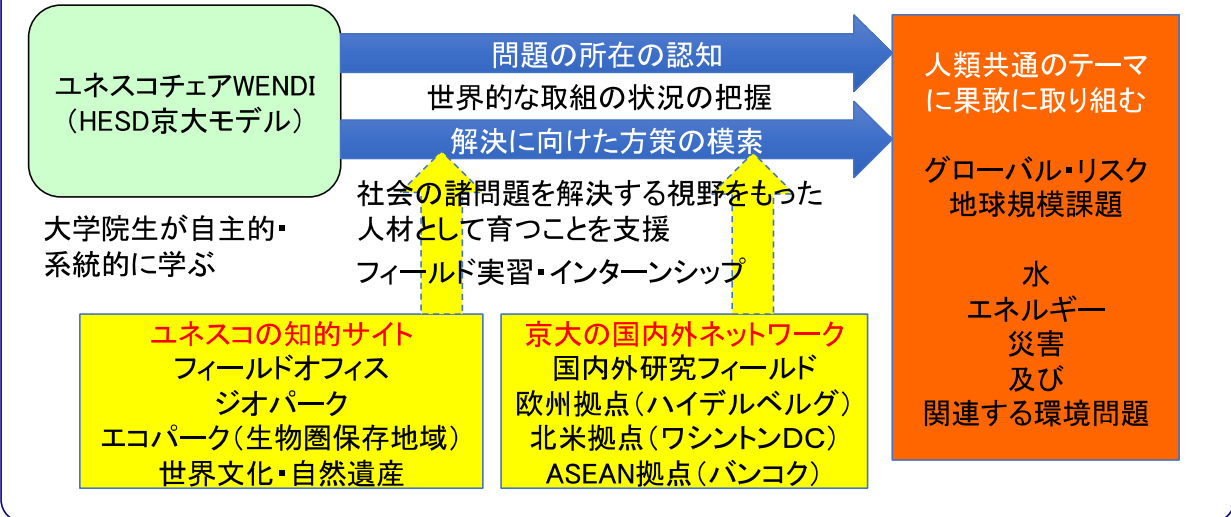 ユネスコチェアWENDI
（HESD京大モデル）
大学院生が自主的・
系統的に学ぶ
問題の所在の認知
世界的な取組の状況の把握
解決に向けた方策の模索
社会の諸問題を解決する視野をもった
人材として育つことを支援
フィールド実習・インターンシップ
ユネスコの知的サイト
フィールドオフィス
ジオパーク
エコパーク（生物圏保存地域）
世界文化・自然遺産
京大の国内外ネットワーク
国内外研究フィールド
欧州拠点（ハイデルベルグ）
北米拠点（ワシントンDC）
ASEAN拠点（バンコク）
人類共通のテーマ
に果敢に取り組む
グローバル・リスク
地球規模課題
水
エネルギー
災害
及び
関連する環境問題